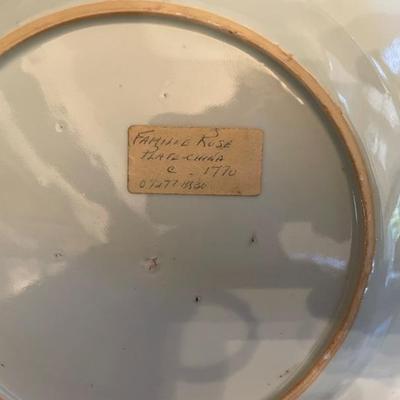 FAMILLE ROSE
PLATE-CHINA
C. 1770